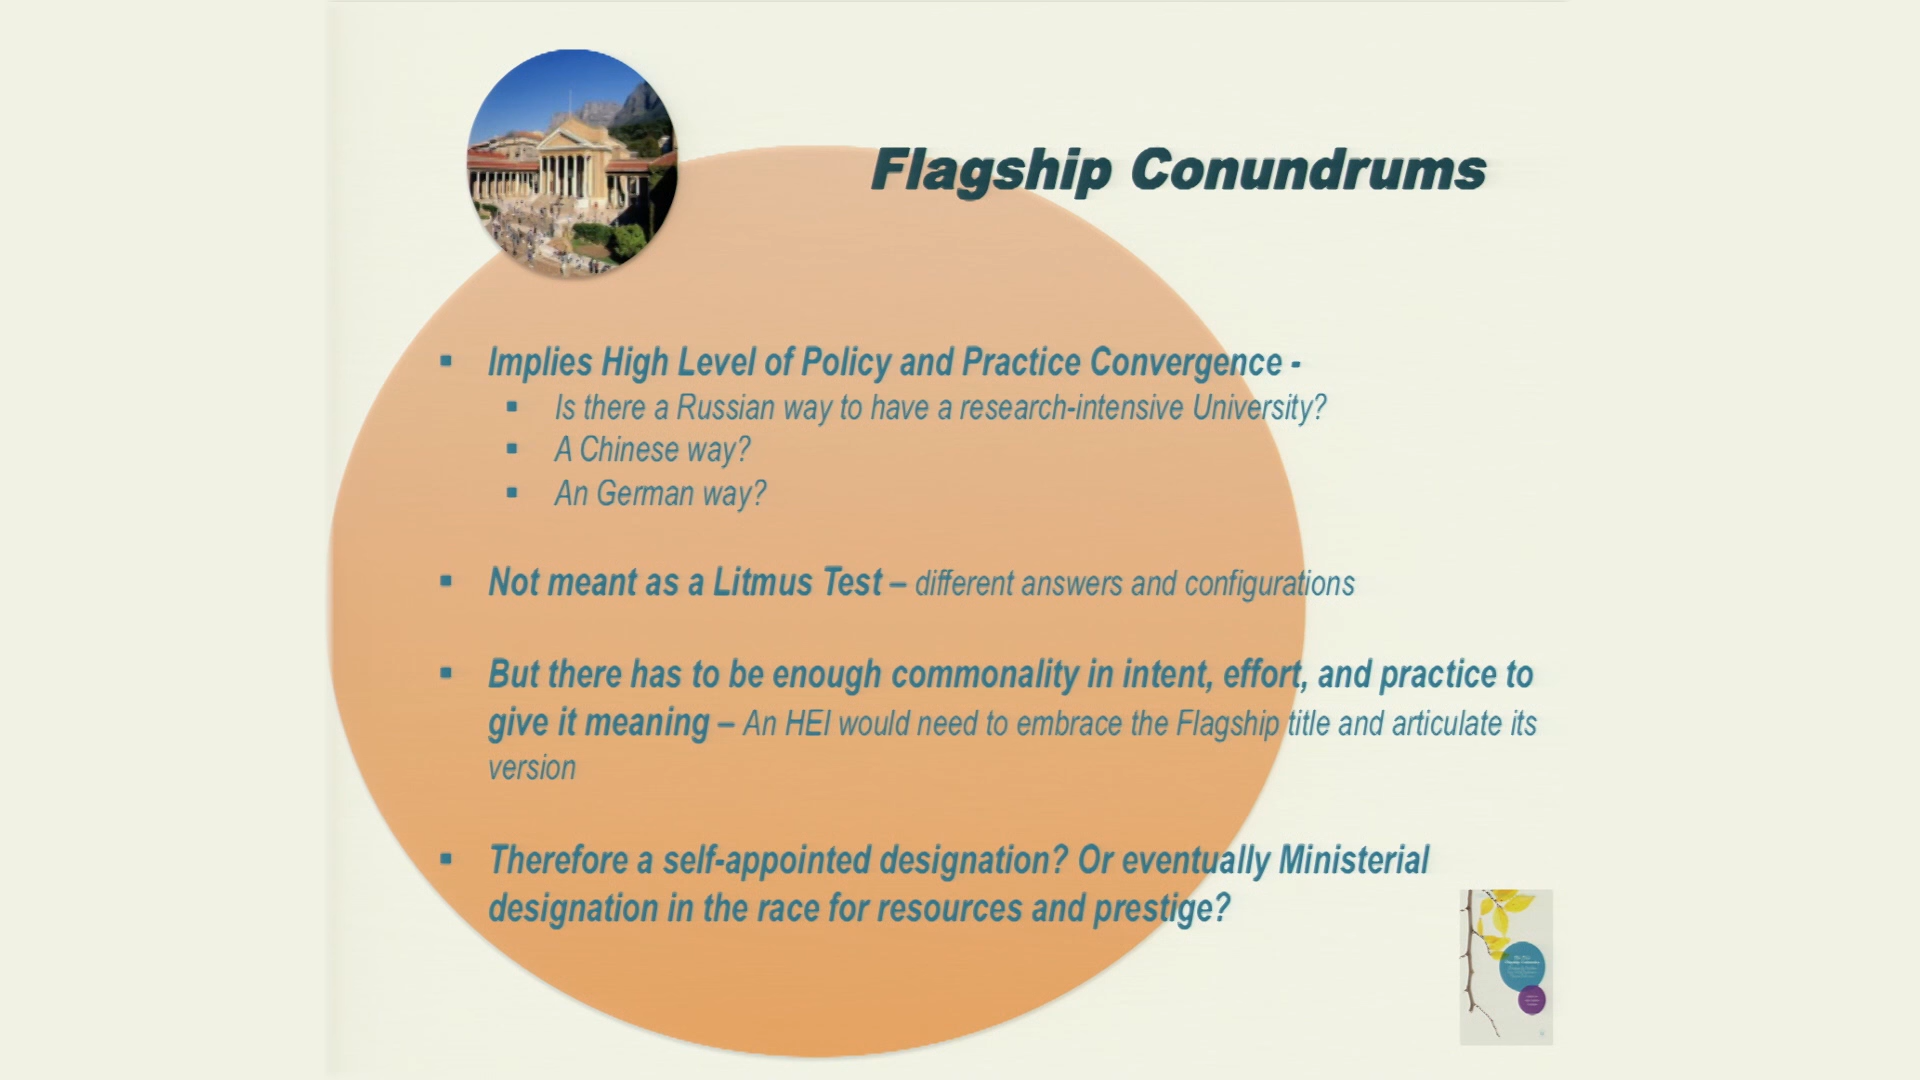 Flagship Conundrums
▪ Implies High Level of Policy and Practice Convergence -
▪ Is there a Russian way to have a research-intensive University?
▪ A Chinese way?
▪ An German way?
▪ Not meant as a Litmus Test – different answers and configurations
▪ But there has to be enough commonality in intent, effort, and practice to
give it meaning – An HEI would need to embrace the Flagship title and articulate its
version
▪ Therefore a self-appointed designation? Or eventually Ministerial
designation in the race for resources and prestige?